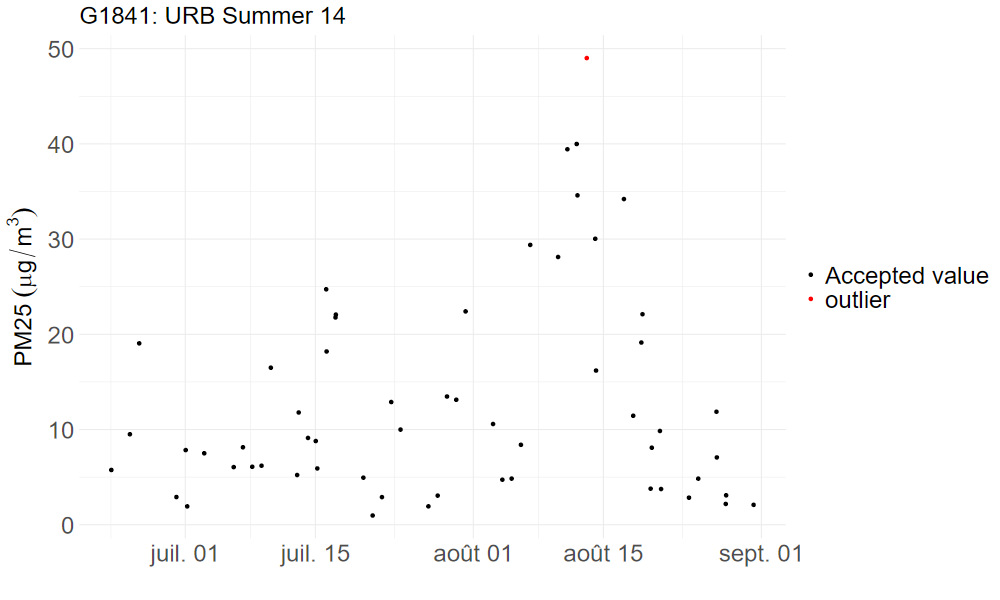 G1841: URB Summer 14
50
40
30
20
10
0
PM25 (μg/m³)
juil. 01
juil. 15
août 01
août 15
sept. 01
Accepted value
outlier